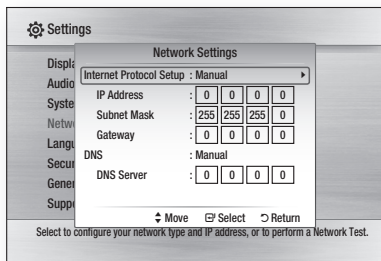 Settings
Network Settings
Internet Protocol Setup : Manual
IP Address : 0 0 0 0
Subnet Mask : 255 255 255 0
Gateway : 0 0 0 0
DNS : Manual
DNS Server : 0 0 0 0
Displa
Audio
Syste
Netwo
Langu
Secur
Gener
Suppo
Move Select Return
Select to configure your network type and IP address, or to perform a Network Test.